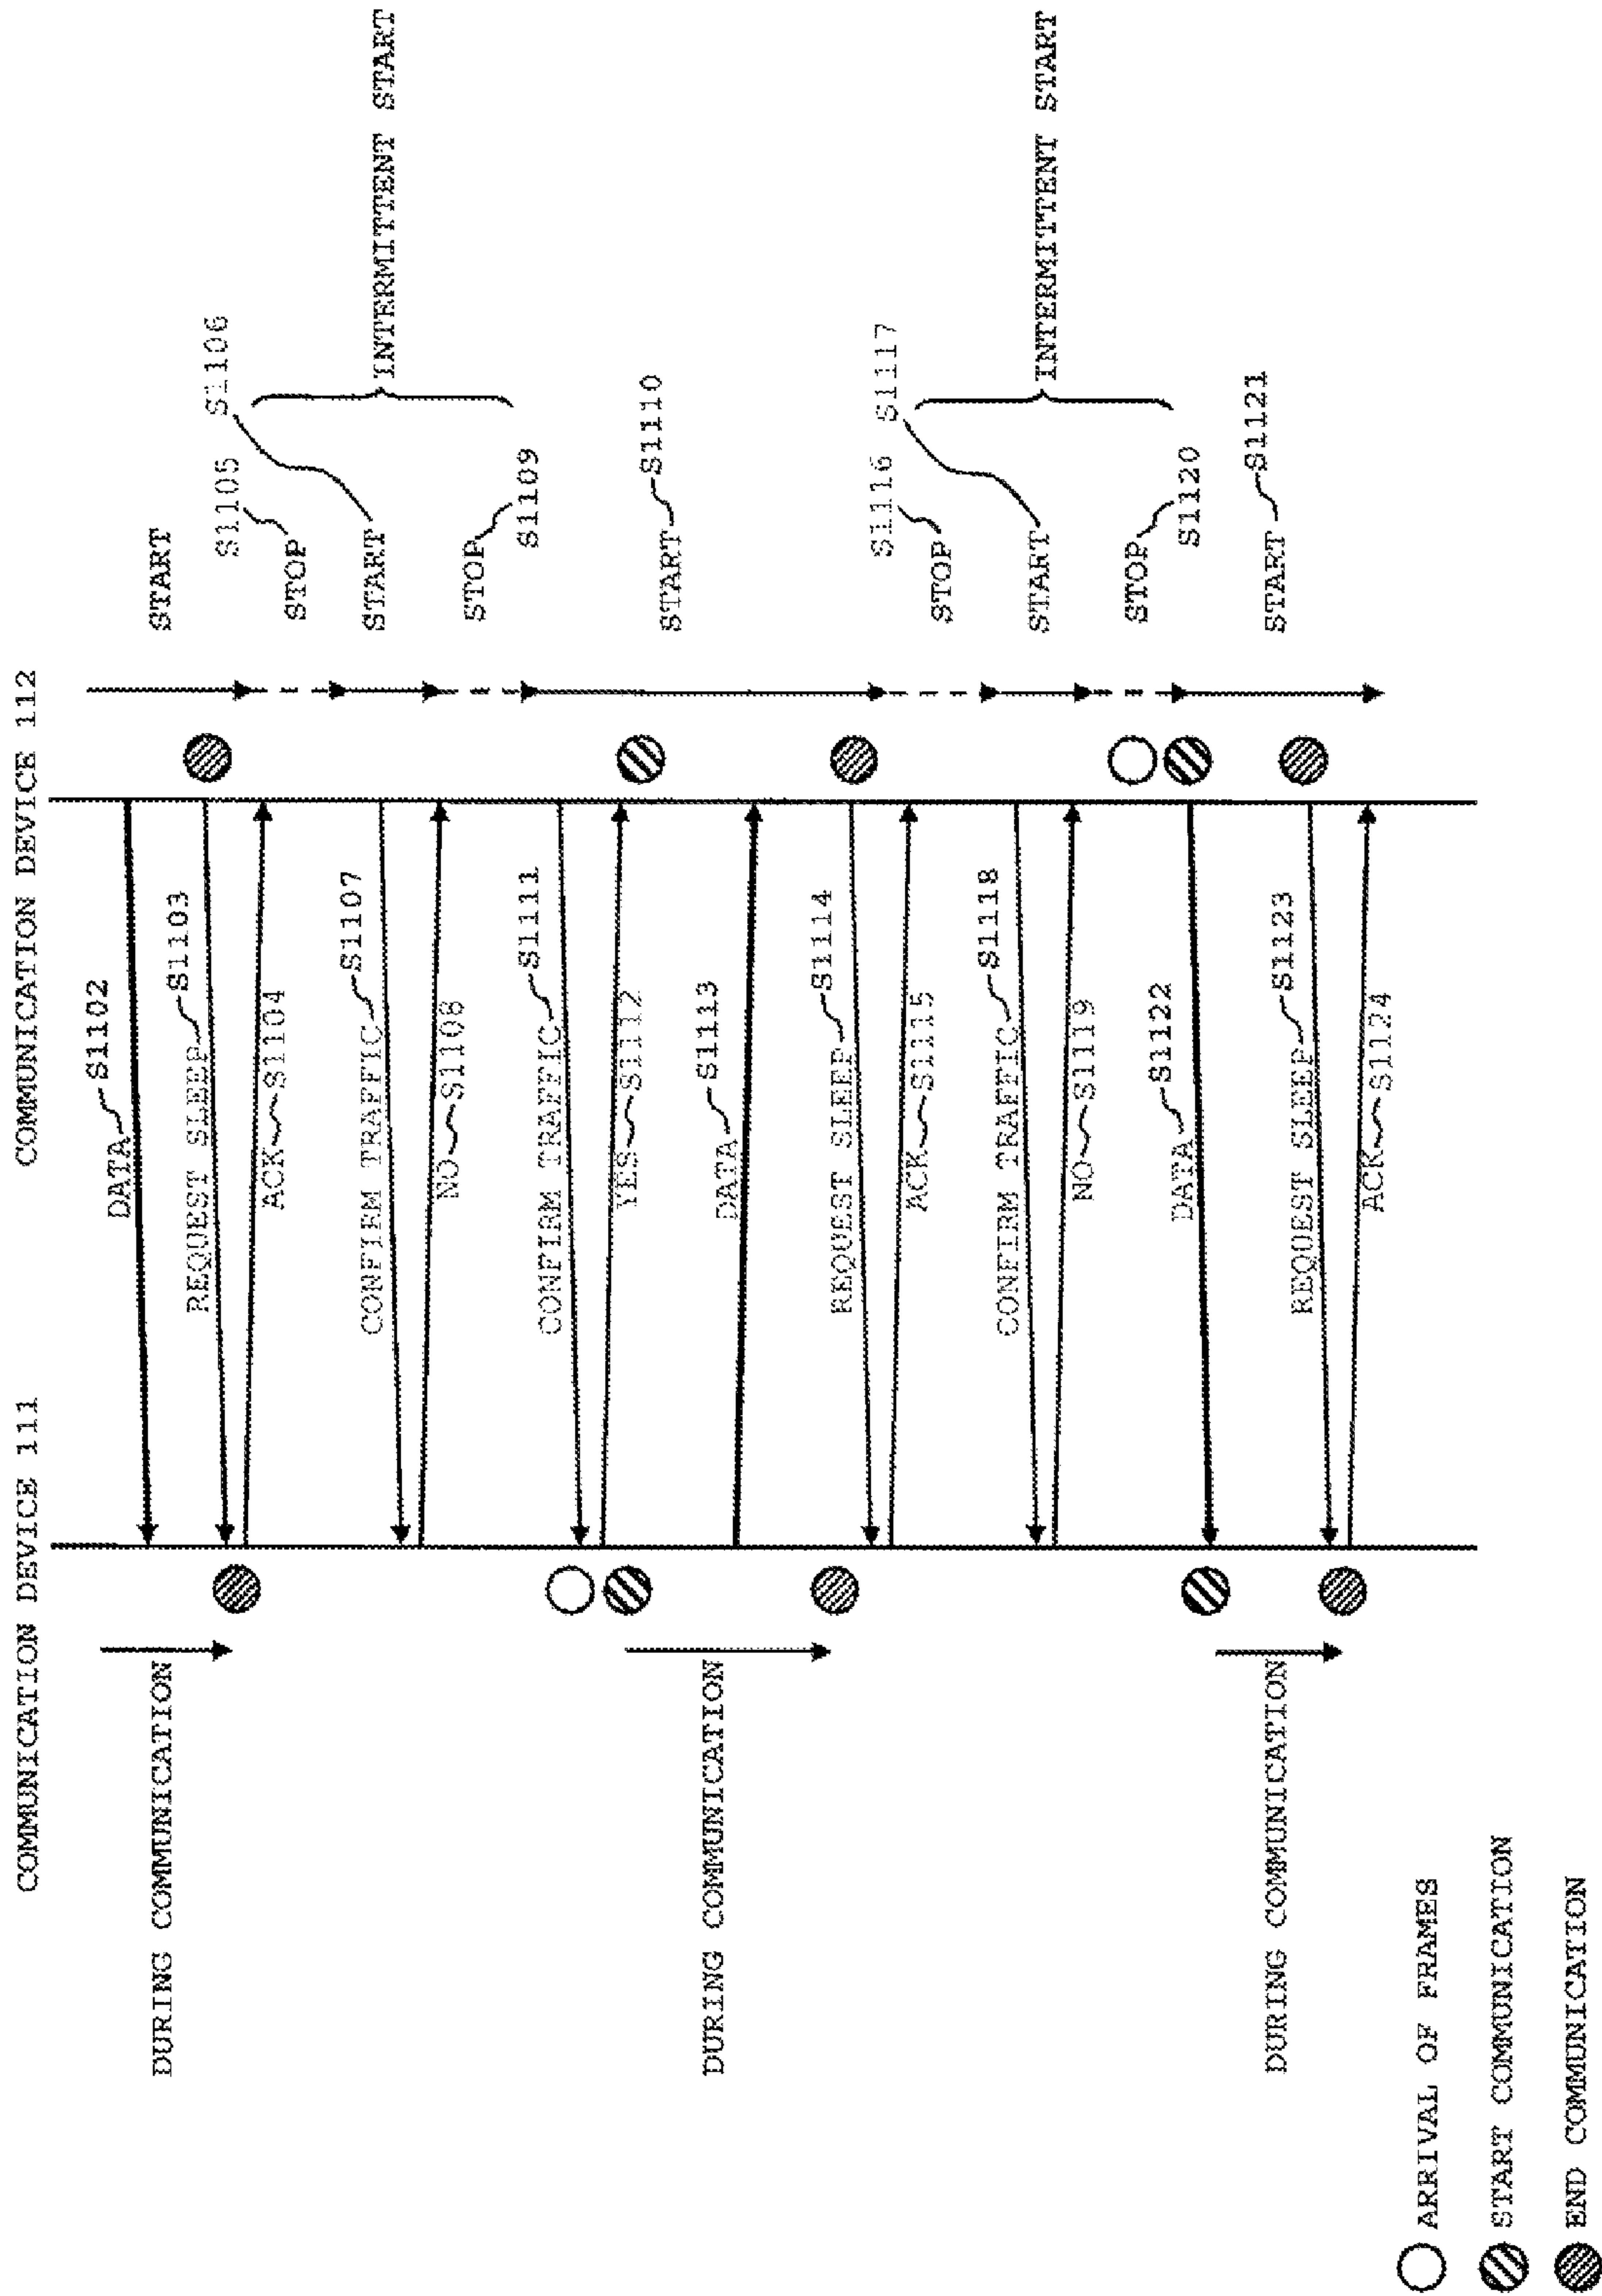 COMMUNICATION DEVICE 111
COMMUNICATION DEVICE 112
DURING COMMUNICATION
DATA S1102
START
REQUEST SLEEP S1103
ACK S1104
S1105
STOP
S1106
START
INTERMITTENT START
CONFIRM TRAFFIC S1107
NO S1108
STOP
S1109
CONFIRM TRAFFIC S1111
YES S1112
START S1110
DURING COMMUNICATION
DATA S1113
REQUEST SLEEP S1114
ACK S1115
S1116
STOP
S1117
START
INTERMITTENT START
CONFIRM TRAFFIC S1118
NO S1119
STOP
S1120
DATA S1122
START S1121
DURING COMMUNICATION
REQUEST SLEEP S1123
ACK S1124
ARRIVAL OF FRAMES
START COMMUNICATION
END COMMUNICATION